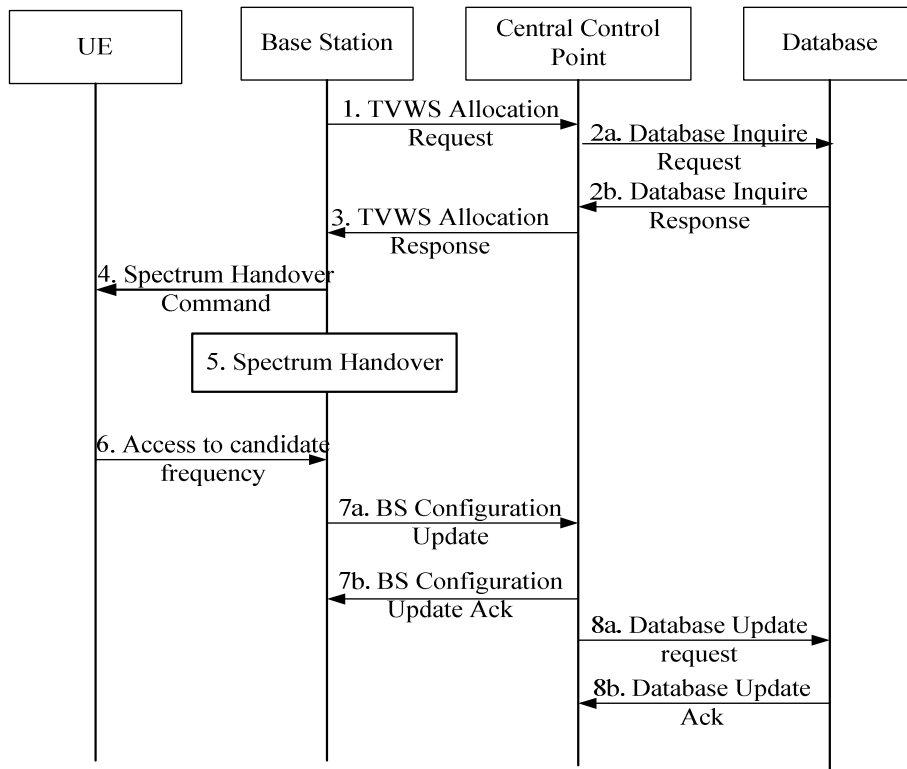 UE
Base Station
Central Control
Point
Database
1. TVWS Allocation
Request
2a. Database Inquire
Request
2b. Database Inquire
Response
3. TVWS Allocation
Response
4. Spectrum Handover
Command
5. Spectrum Handover
6. Access to candidate
frequency
7a. BS Configuration
Update
7b. BS Configuration
Update Ack
8a. Database Update
request
8b. Database Update
Ack